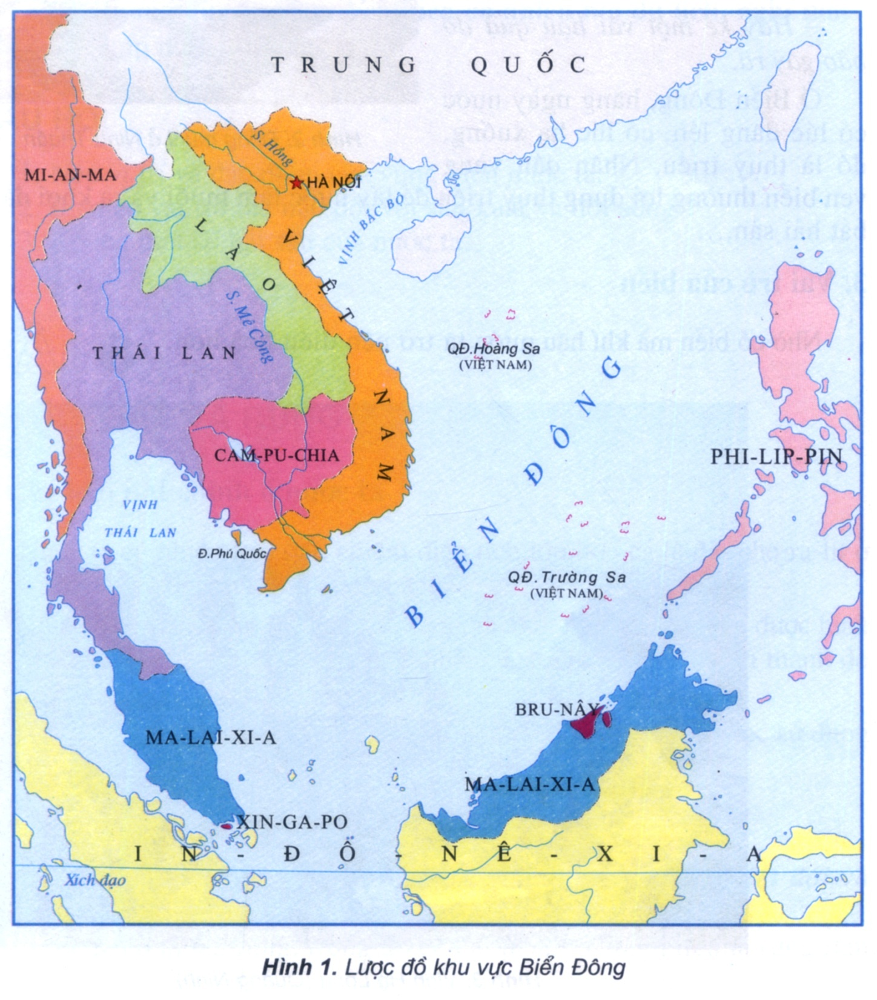 TRUNG QUỐC
S. Hồng
MI-AN-MA
HÀ NỘI
VỊNH BẮC BỘ
LÀO
VIỆT NAM
S. Mê Công
THÁI LAN
QĐ.Hoàng Sa
(VIỆT NAM)
BIỂN ĐÔNG
CAM-PU-CHIA
PHI-LIP-PIN
VỊNH
THÁI LAN
Đ.Phú Quốc
QĐ.Trường Sa
(VIỆT NAM)
BRU-NÂY
MA-LAI-XI-A
MA-LAI-XI-A
XIN-GA-PO
IN-ĐÔ-NÊ-XI-A
Xích đạo
Hình 1. Lược đồ khu vực Biển Đông